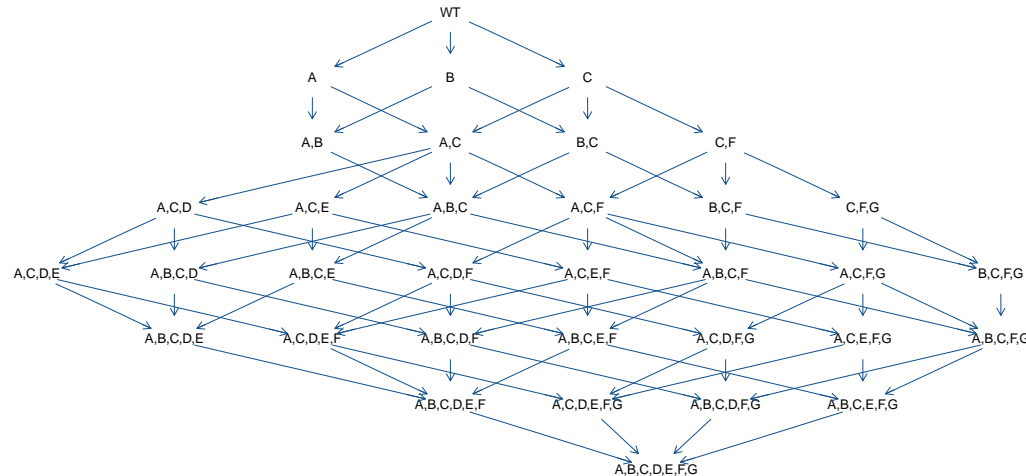 WT
A B C
A,B A,C B,C C,F
A,C,D A,C,E A,B,C A,C,F B,C,F C,F,G
A,C,D,E A,B,C,D A,B,C,E A,C,D,F A,C,E,F A,B,C,F A,C,F,G B,C,F,G
A,B,C,D,E A,C,D,E,F A,B,C,D,F A,B,C,E,F A,C,D,F,G A,C,E,F,G A,B,C,F,G
A,B,C,D,E,F A,C,D,E,F,G A,B,C,D,F,G A,B,C,E,F,G
A,B,C,D,E,F,G